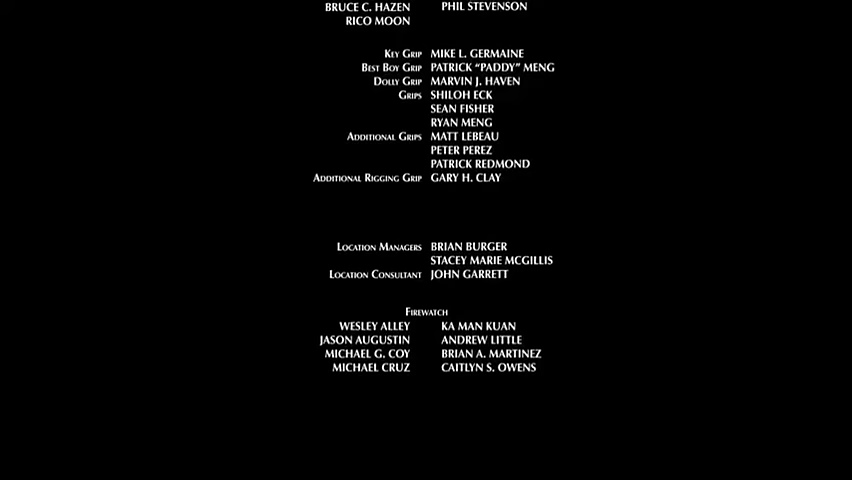 BRUCE C. HAZEN PHIL STEVENSON
RICO MOON
KEY GRIP MIKE L. GERMAINE
BEST BOY GRIP PATRICK “PADDY” MENG
DOLLY GRIP MARVIN J. HAVEN
GRIPS SHILOH ECK
SEAN FISHER
RYAN MENG
ADDITIONAL GRIPS MATT LEBEAU
PETER PEREZ
PATRICK REDMOND
ADDITIONAL RIGGING GRIP GARY H. CLAY
LOCATION MANAGERS BRIAN BURGER
STACEY MARIE MCGILLIS
LOCATION CONSULTANT JOHN GARRETT
FIREWATCH
WESLEY ALLEY KA MAN KUAN
JASON AUGUSTIN ANDREW LITTLE
MICHAEL G. COY BRIAN A. MARTINEZ
MICHAEL CRUZ CAITLYN S. OWENS